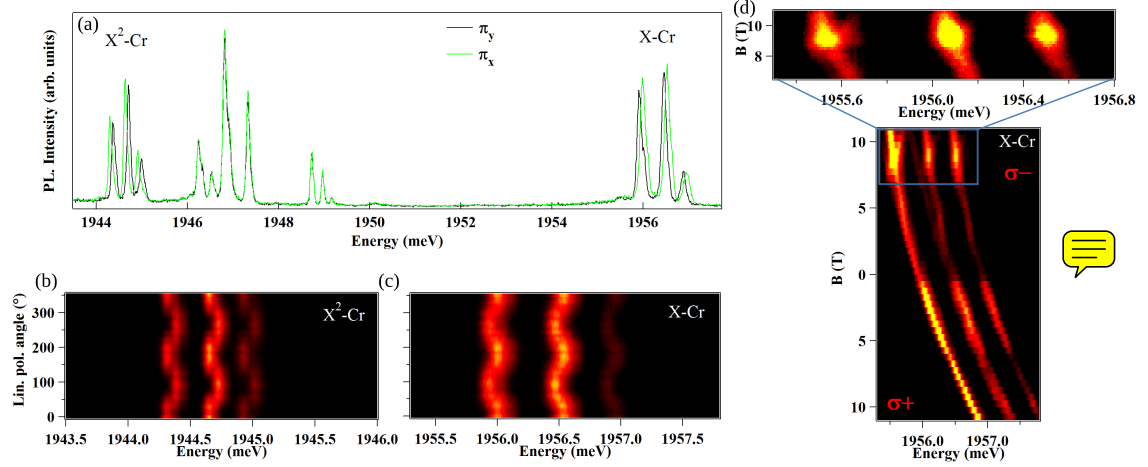 (a)
X²-Cr
π_y
π_x
X-Cr
PL. Intensity (arb. units)
1944 1946 1948 1950 1952 1954 1956
Energy (meV)
(b)
X²-Cr
Lin. pol. angle (°)
300
200
100
0
1943.5 1944.0 1944.5 1945.0 1945.5 1946.0
Energy (meV)
(c)
X-Cr
1955.5 1956.0 1956.5 1957.0 1957.5
Energy (meV)
(d)
B (T)
10
8
1955.6 1956.0 1956.4 1956.8
Energy (meV)
X-Cr
σ−
B (T)
10
5
0
5
10
σ+
1956.0 1957.0
Energy (meV)